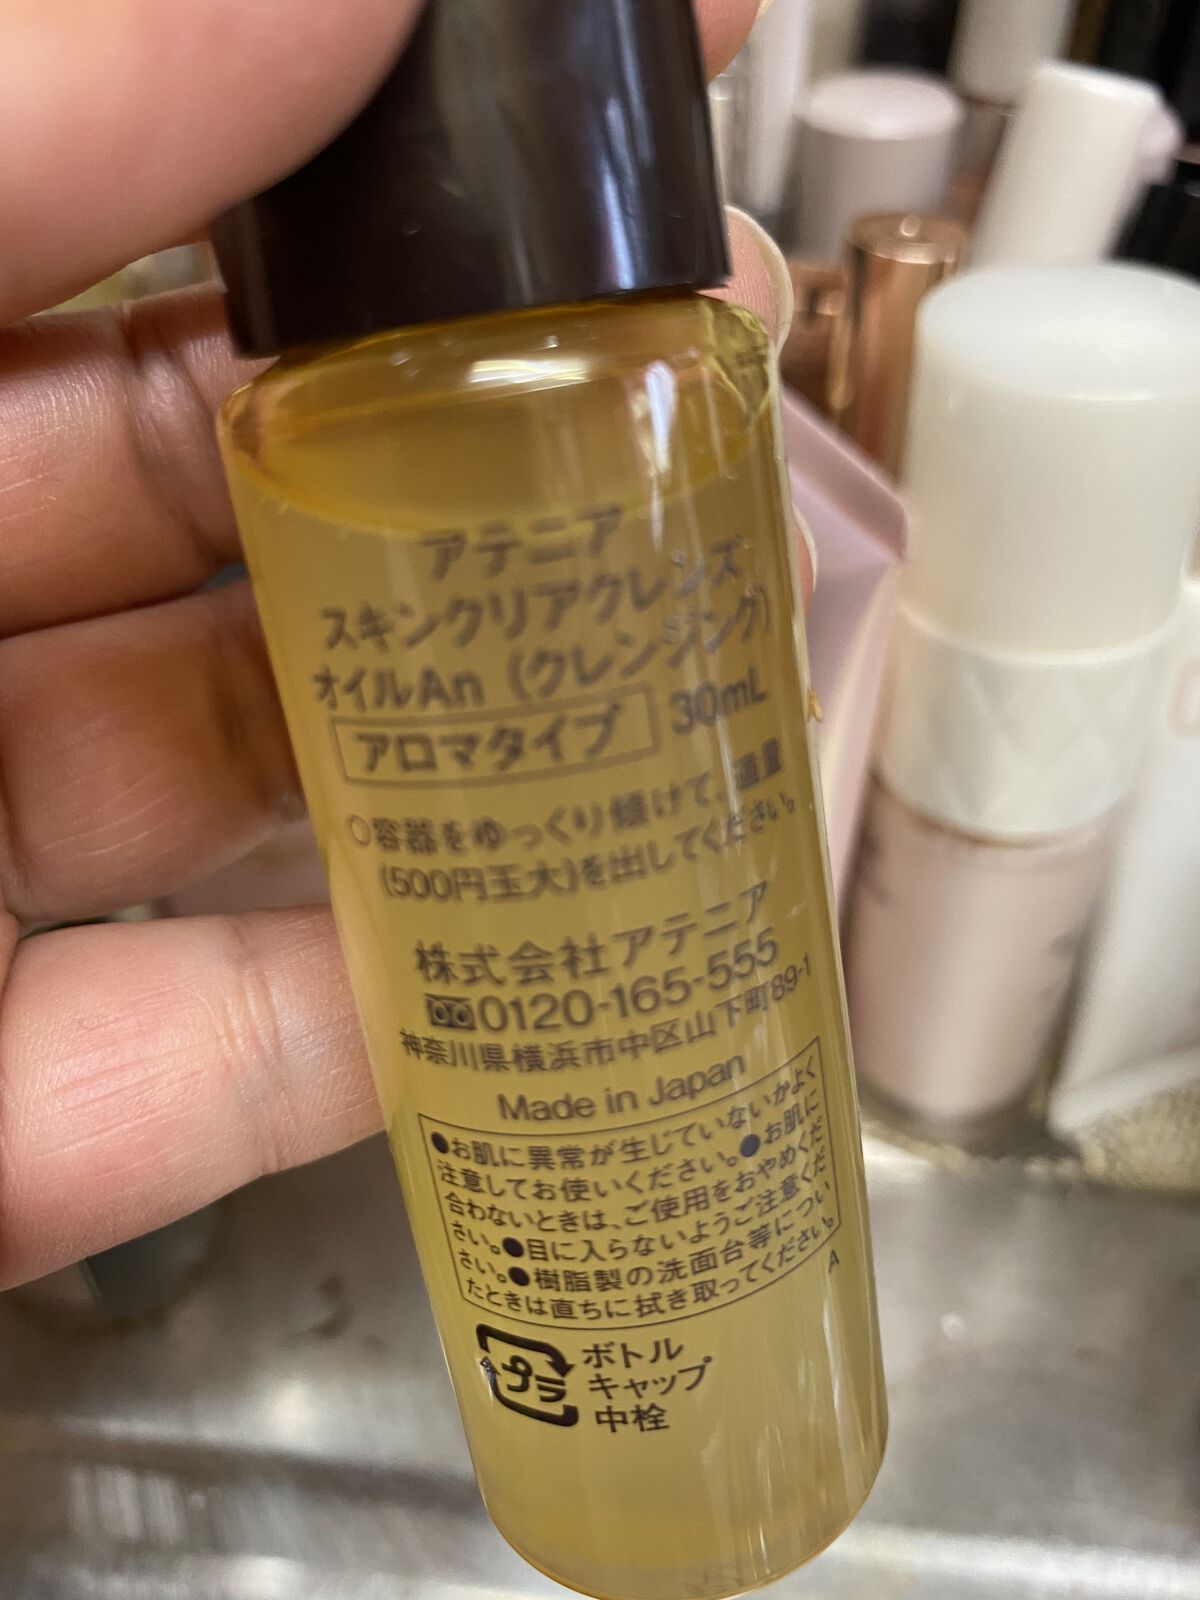 アテニア
スキンクリアクレンズ
オイルAn（クレンジング）
アロマタイプ 30mL
○容器をゆっくり傾けて、適量
(500円玉大)を出してください。
株式会社アテニア
0120-165-555
神奈川県横浜市中区山下町89-1
Made in Japan
●お肌に異常が生じていないかよく
注意してお使いください。●お肌に
合わないときは、ご使用をおやめくだ
さい。●目に入らないようご注意くだ
さい。●樹脂製の洗面台等につい
たときは直ちに拭き取ってください。
A
プラ ボトル
キャップ
中栓